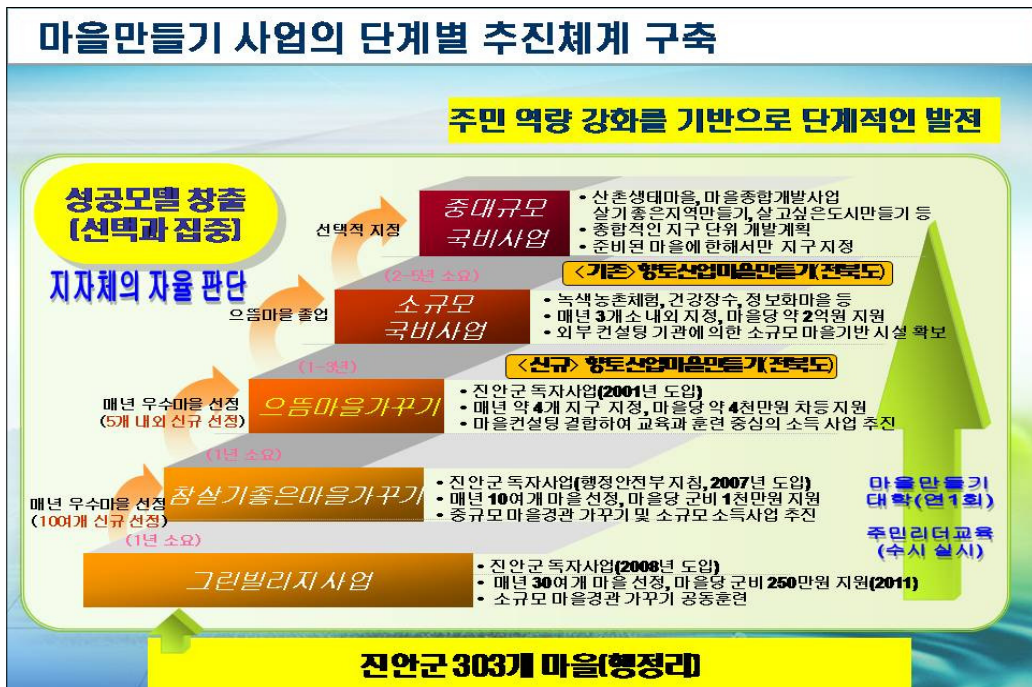 마을만들기 사업의 단계별 추진체계 구축
주민 역량 강화를 기반으로 단계적인 발전
성공모델 창출
(선택과 집중)
지자체의 자율 판단
선택적 지정
중대규모
국비사업
• 산촌생태마을, 마을종합개발사업
살기 좋은지역만들기, 살고싶은도시만들기 등
• 종합적인 지구 단위 개발계획
• 준비된 마을에 한해서만 지구 지정
(2-5년 소요)
<기존> 향토산업마을만들기(전북도)
으뜸마을 졸업
소규모
국비사업
• 녹색농촌체험, 건강장수, 정보화마을 등
• 매년 3개소 내외 지정, 마을당 약 2억원 지원
• 외부 컨설팅 기관에 의한 소규모 마을기반 시설 확보
(1-3년)
<신규> 향토산업마을만들기(전북도)
매년 우수마을 선정
(5개 내외 신규 선정)
으뜸마을가꾸기
• 진안군 독자사업(2001년 도입)
• 매년 약 4개 지구 지정, 마을당 약 4천만원 차등 지원
• 마을컨설팅 결합하여 교육과 훈련 중심의 소득 사업 추진
(1년 소요)
매년 우수마을 선정
(10여개 신규 선정)
참살기좋은마을가꾸기
• 진안군 독자사업(행정안전부 지침, 2007년 도입)
• 매년 10여개 마을 선정, 마을당 군비 1천만원 지원
• 중규모 마을경관 가꾸기 및 소규모 소득사업 추진
(1년 소요)
그린빌리지사업
• 진안군 독자사업(2008년 도입)
• 매년 30여개 마을 선정, 마을당 군비 250만원 지원(2011)
• 소규모 마을경관 가꾸기 공동훈련
마을만들기
대학(연1회)
주민리더교육
(수시 실시)
진안군 303개 마을(행정리)